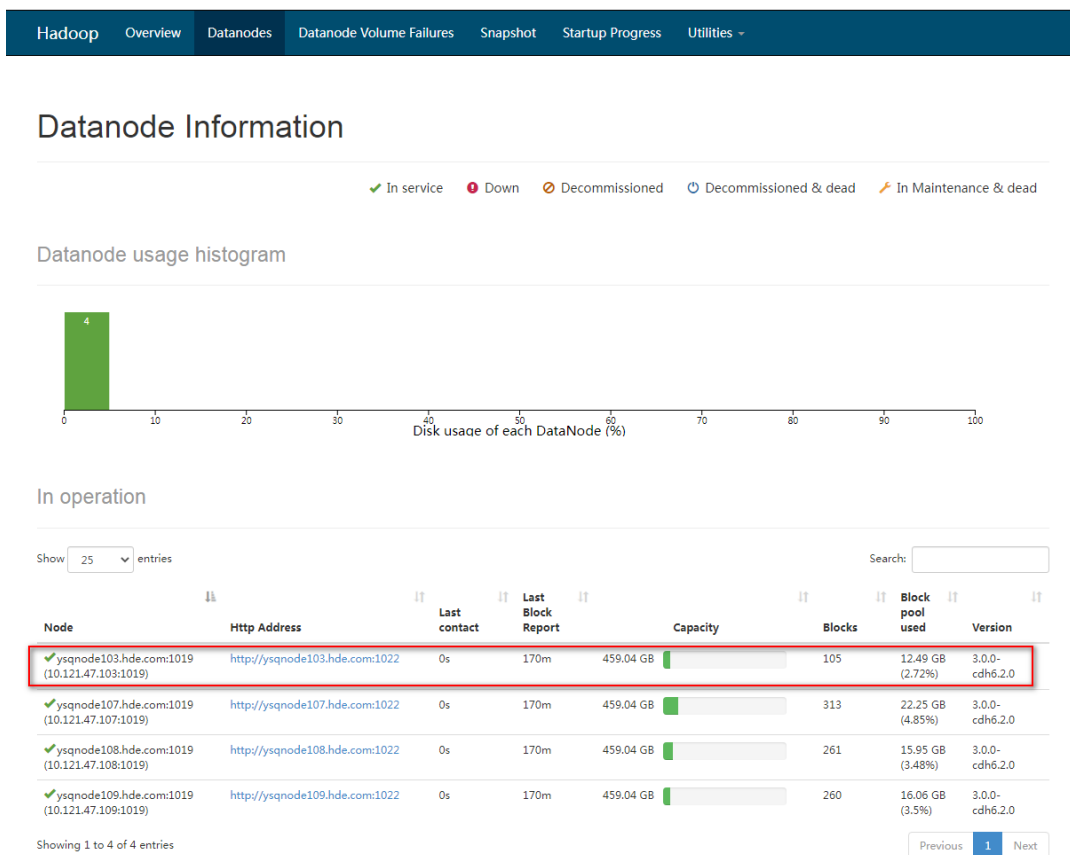 Hadoop Overview Datanodes Datanode Volume Failures Snapshot Startup Progress Utilities
Datanode Information
In service Down Decommissioned Decommissioned & dead In Maintenance & dead
Datanode usage histogram
4
0 10 20 30 40 50 60 70 80 90 100
Disk usage of each DataNode (%)
In operation
Show 25 entries Search:
Node Http Address Last contact Last Block Report Capacity Blocks Block pool used Version
ysqnode103.hde.com:1019 http://ysqnode103.hde.com:1022 0s 170m 459.04 GB 105 12.49 GB 3.0.0-
(10.121.47.103:1019) (2.72%) cdh6.2.0
ysqnode107.hde.com:1019 http://ysqnode107.hde.com:1022 0s 170m 459.04 GB 313 22.25 GB 3.0.0-
(10.121.47.107:1019) (4.85%) cdh6.2.0
ysqnode108.hde.com:1019 http://ysqnode108.hde.com:1022 0s 170m 459.04 GB 261 15.95 GB 3.0.0-
(10.121.47.108:1019) (3.48%) cdh6.2.0
ysqnode109.hde.com:1019 http://ysqnode109.hde.com:1022 0s 170m 459.04 GB 260 16.06 GB 3.0.0-
(10.121.47.109:1019) (3.5%) cdh6.2.0
Showing 1 to 4 of 4 entries Previous 1 Next